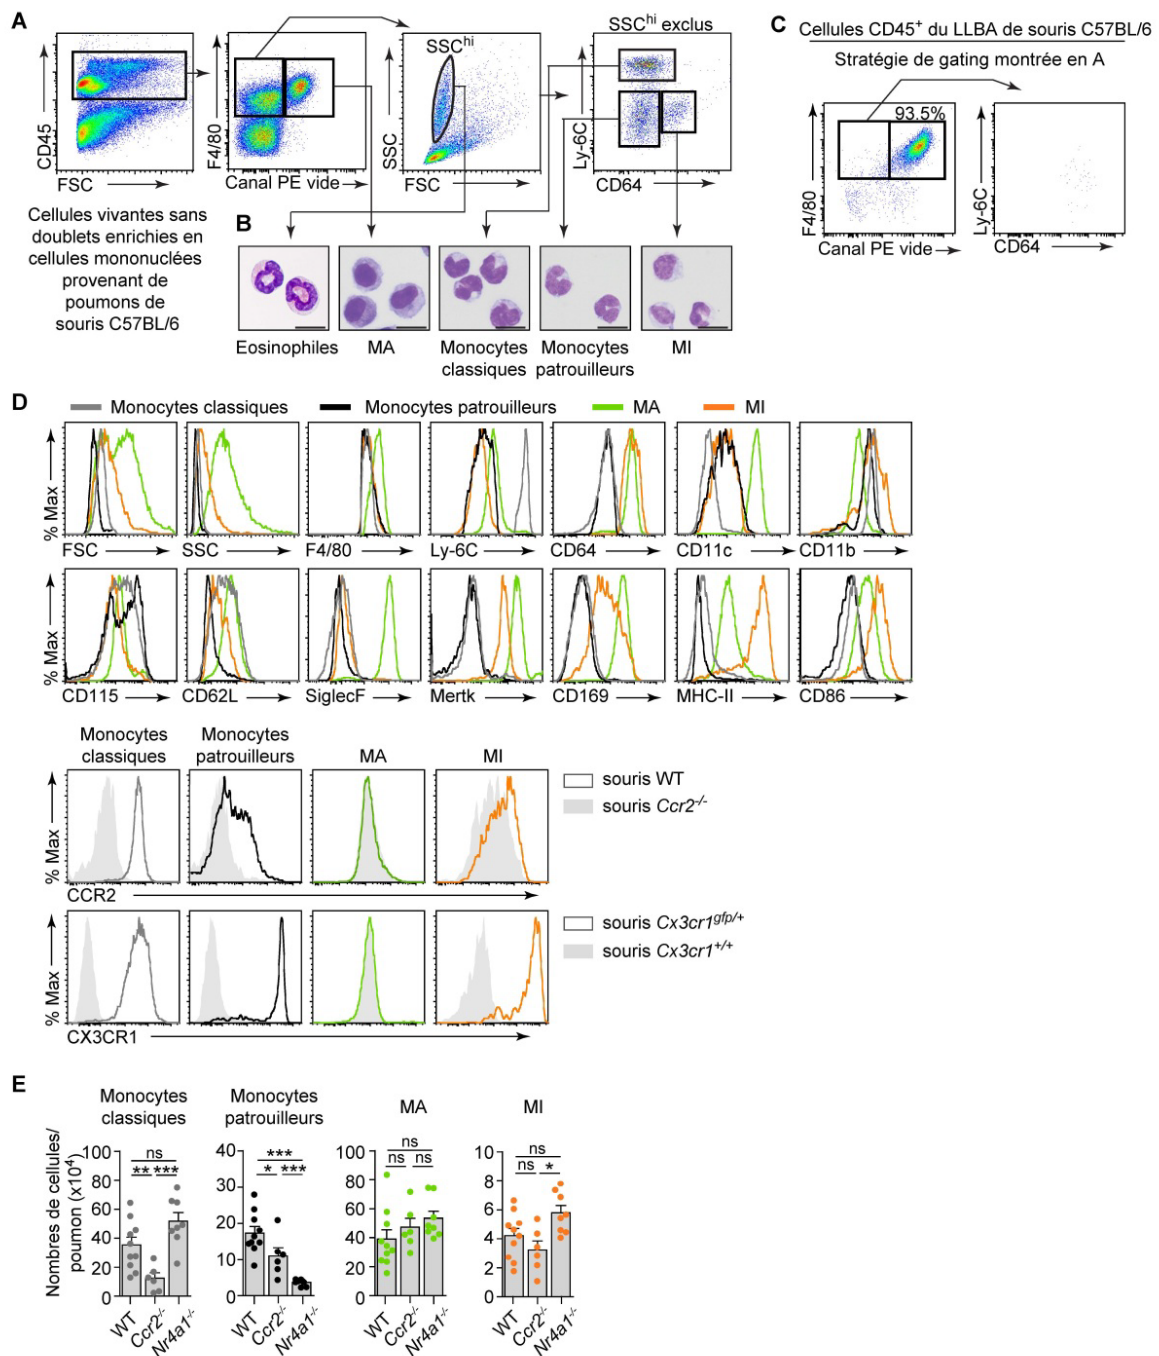 A
CD45
FSC
F4/80
Canal PE vide
SSChi
SSC
FSC
SSChi exclus
Ly-6C
CD64
Cellules vivantes sans
doublets enrichies en
cellules mononuclées
provenant de
poumons de
souris C57BL/6
B
Eosinophiles
MA
Monocytes
classiques
Monocytes
patrouilleurs
MI
C
Cellules CD45+ du LLBA de souris C57BL/6
Stratégie de gating montrée en A
93.5%
F4/80
Canal PE vide
Ly-6C
CD64
D
Monocytes classiques
Monocytes patrouilleurs
MA
MI
% Max
FSC
SSC
F4/80
Ly-6C
CD64
CD11c
CD11b
% Max
CD115
CD62L
SiglecF
Mertk
CD169
MHC-II
CD86
Monocytes
classiques
Monocytes
patrouilleurs
MA
MI
% Max
CCR2
souris WT
souris Ccr2-/-
% Max
CX3CR1
souris Cx3cr1gfp/+
souris Cx3cr1+/+
E
Nombres de cellules/
poumon (x10⁴)
Monocytes
classiques
ns
** ***
100
80
60
40
20
0
WT
Ccr2-/-
Nr4a1-/-
Monocytes
patrouilleurs
***
* ***
40
30
20
10
0
WT
Ccr2-/-
Nr4a1-/-
MA
ns
ns ns
100
80
60
40
20
0
WT
Ccr2-/-
Nr4a1-/-
MI
ns
ns *
10
8
6
4
2
0
WT
Ccr2-/-
Nr4a1-/-